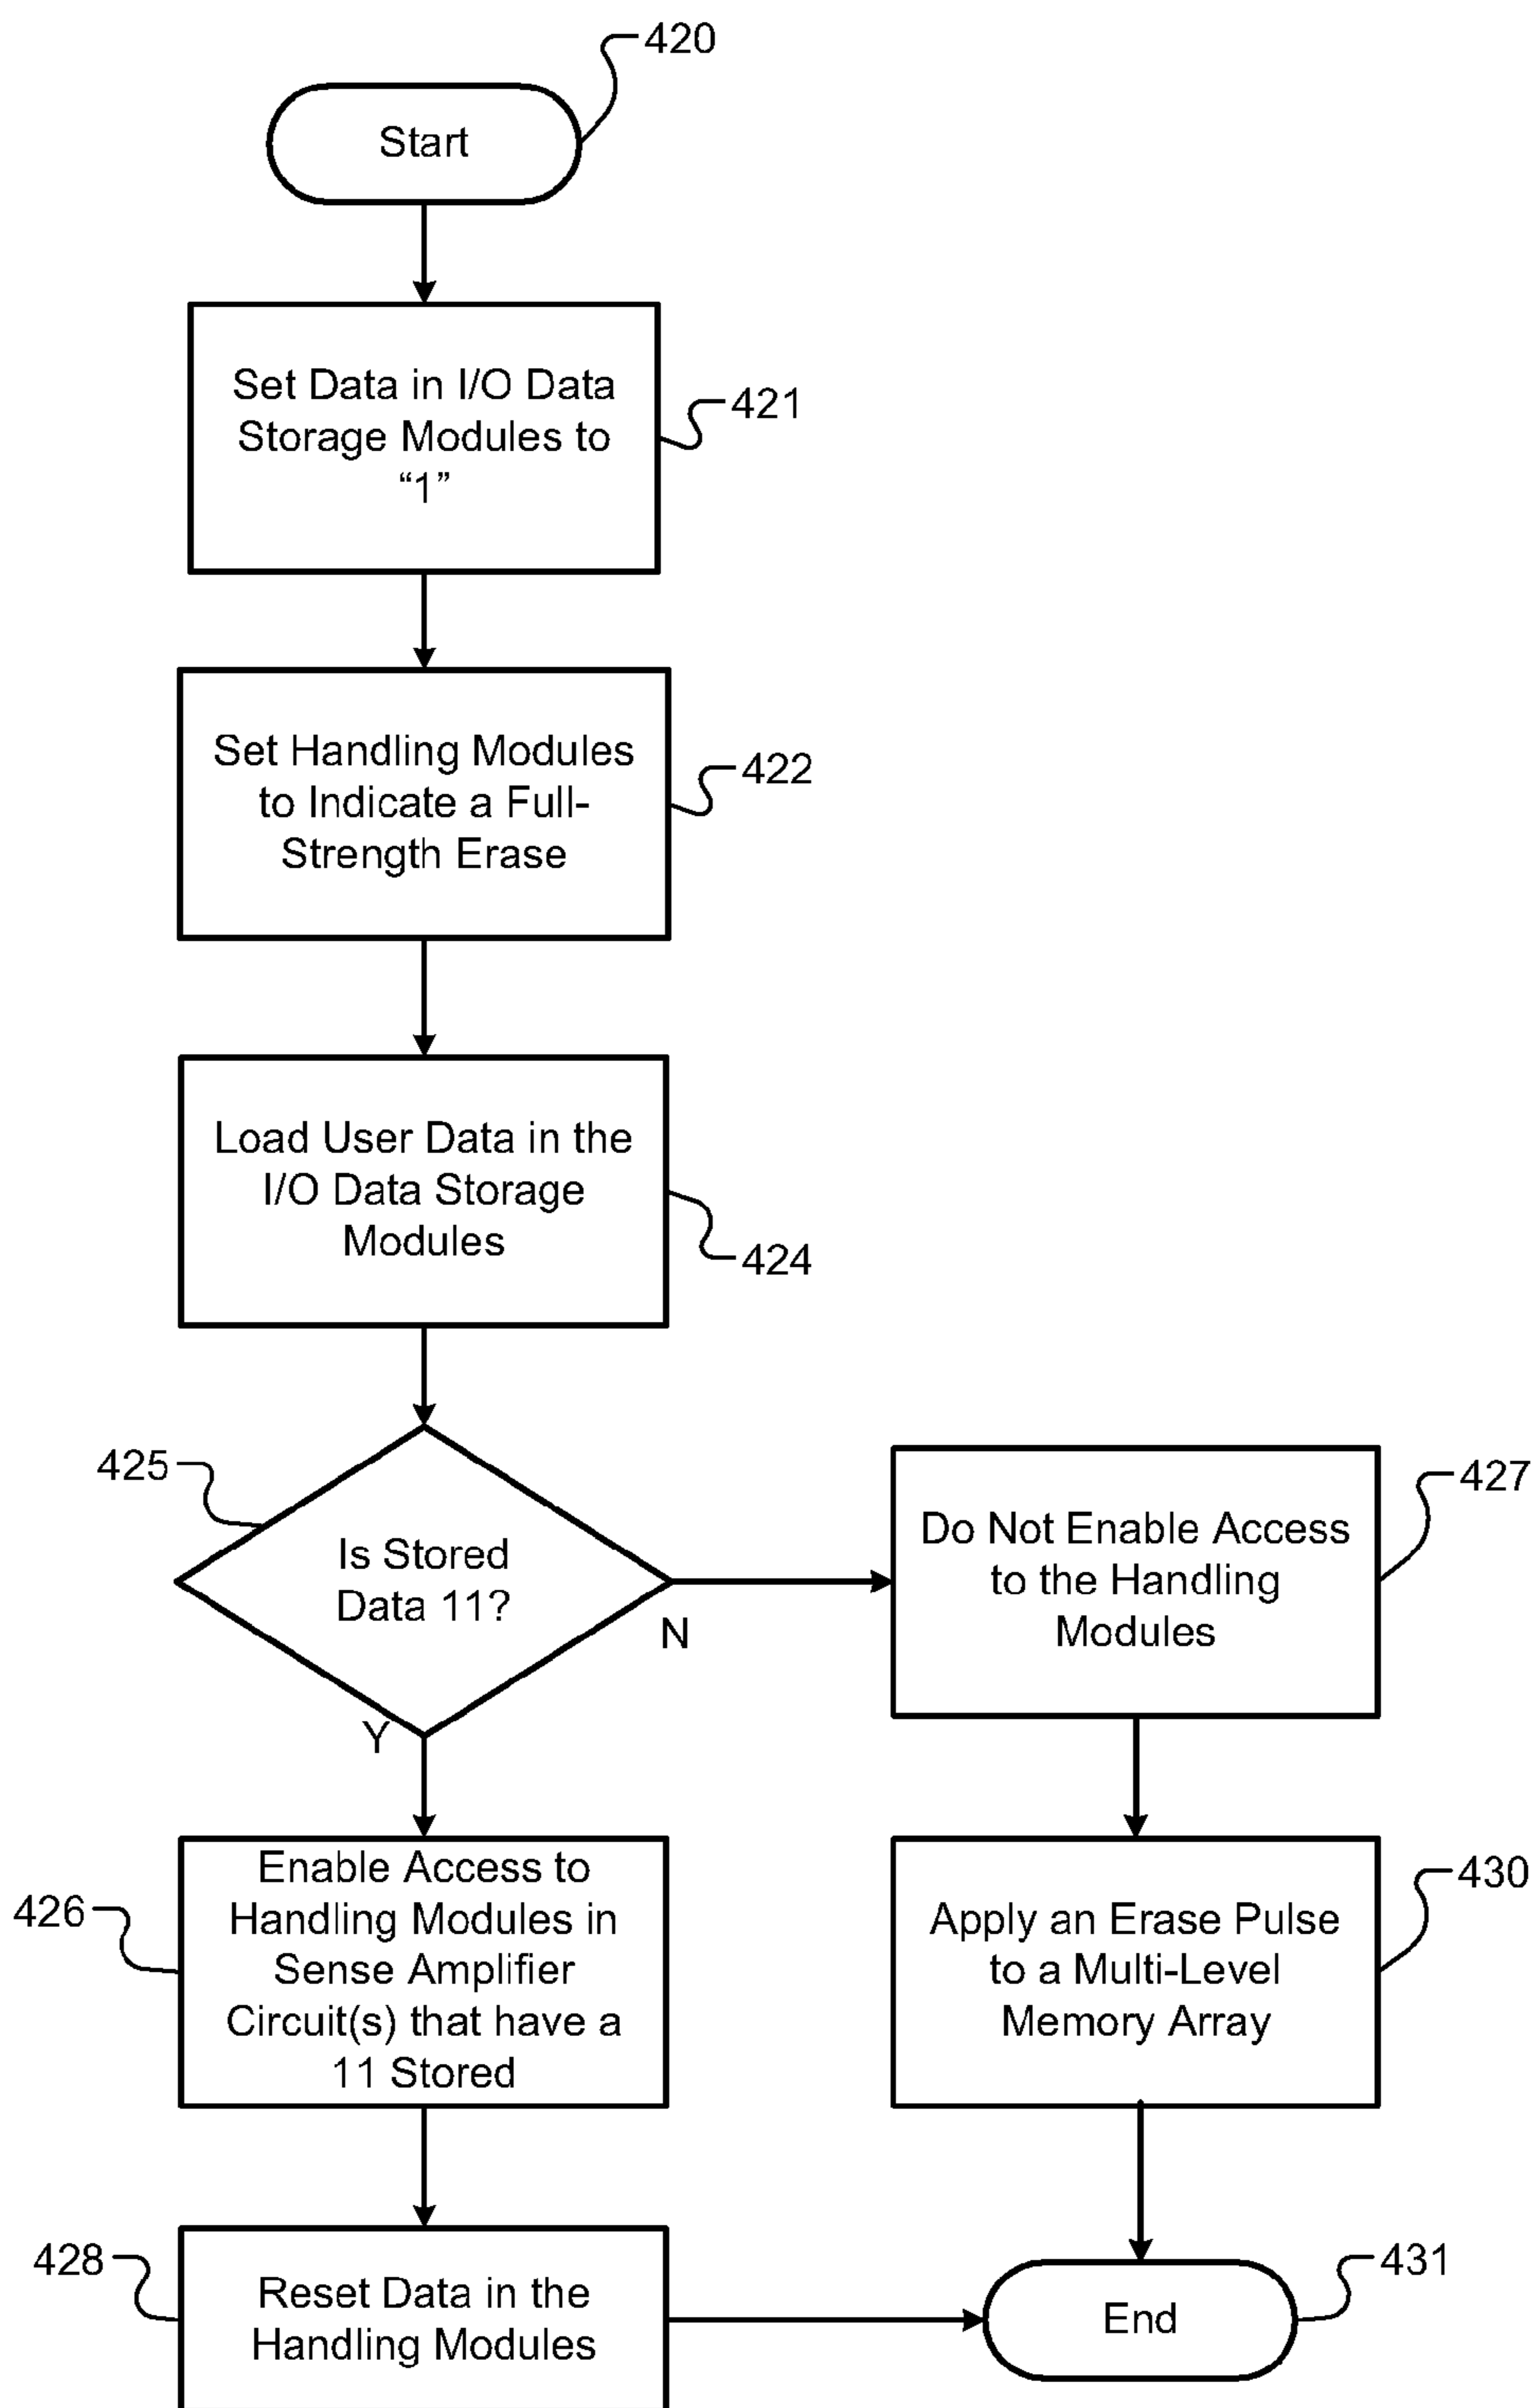 420
Start
Set Data in I/O Data
Storage Modules to
“1”
421
Set Handling Modules
to Indicate a Full-
Strength Erase
422
Load User Data in the
I/O Data Storage
Modules
424
425
Is Stored
Data 11?
N
Y
Do Not Enable Access
to the Handling
Modules
427
426
Enable Access to
Handling Modules in
Sense Amplifier
Circuit(s) that have a
11 Stored
Apply an Erase Pulse
to a Multi-Level
Memory Array
430
428
Reset Data in the
Handling Modules
End
431